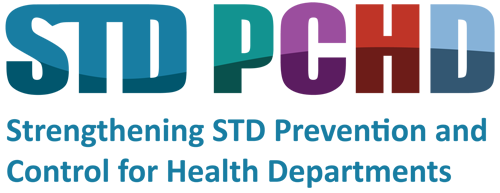 STD PCHD
Strengthening STD Prevention and
Control for Health Departments